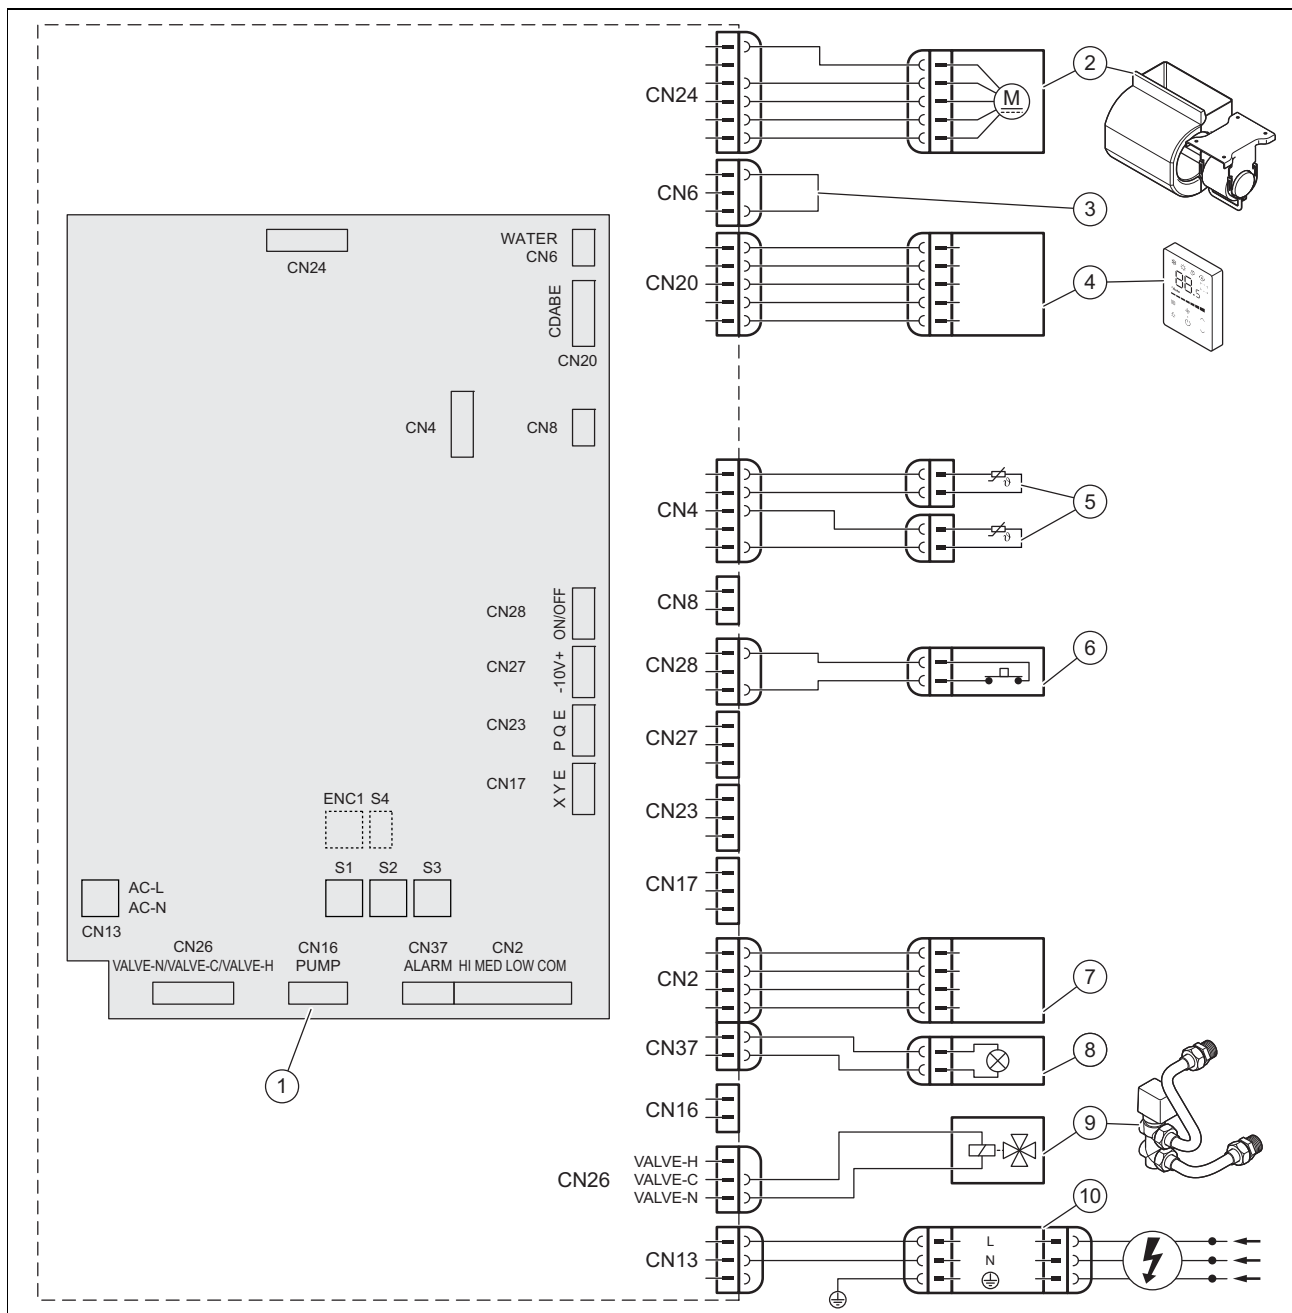 CN24
M
2
CN6
3
CN20
4
88.5
WATER
CN6
CN24
CDABE
CN20
CN4
CN8
CN4
ϑ
ϑ
5
CN8
CN28
ON/OFF
CN28
6
CN27
-10V+
CN27
CN23
P Q E
CN23
CN17
X Y E
CN17
ENC1 S4
S1 S2 S3
AC-L
AC-N
CN13
CN26
VALVE-N/VALVE-C/VALVE-H
CN16
PUMP
CN37
ALARM
CN2
HI MED LOW COM
1
CN2
7
CN37
8
CN16
CN26
VALVE-H
VALVE-C
VALVE-N
9
10
CN13
L
N